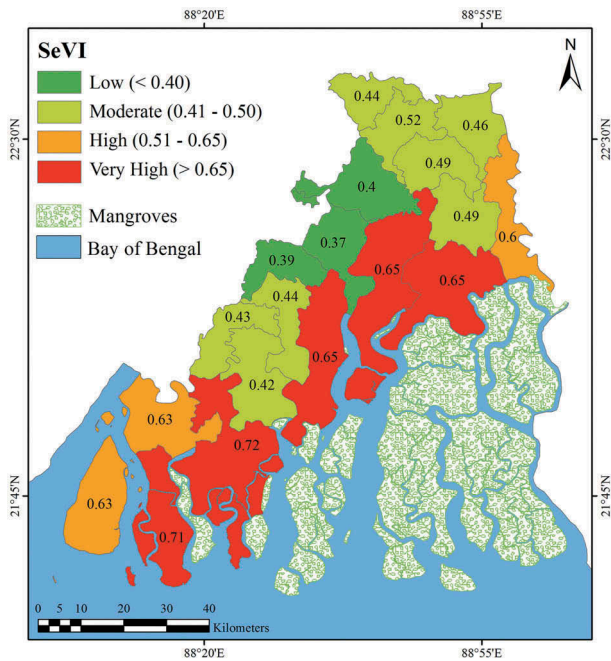 88°20'E 88°55'E
SeVI
Low (< 0.40)
Moderate (0.41 - 0.50)
High (0.51 - 0.65)
Very High (> 0.65)
Mangroves
Bay of Bengal
N
22°30'N 22°30'N
0.44
0.52
0.46
0.49
0.4
0.49
0.6
0.37
0.39
0.65
0.65
0.44
0.43
0.65
0.42
0.63
0.72
0.63
0.71
21°45'N 21°45'N
0 5 10 20 30 40
Kilometers
88°20'E 88°55'E